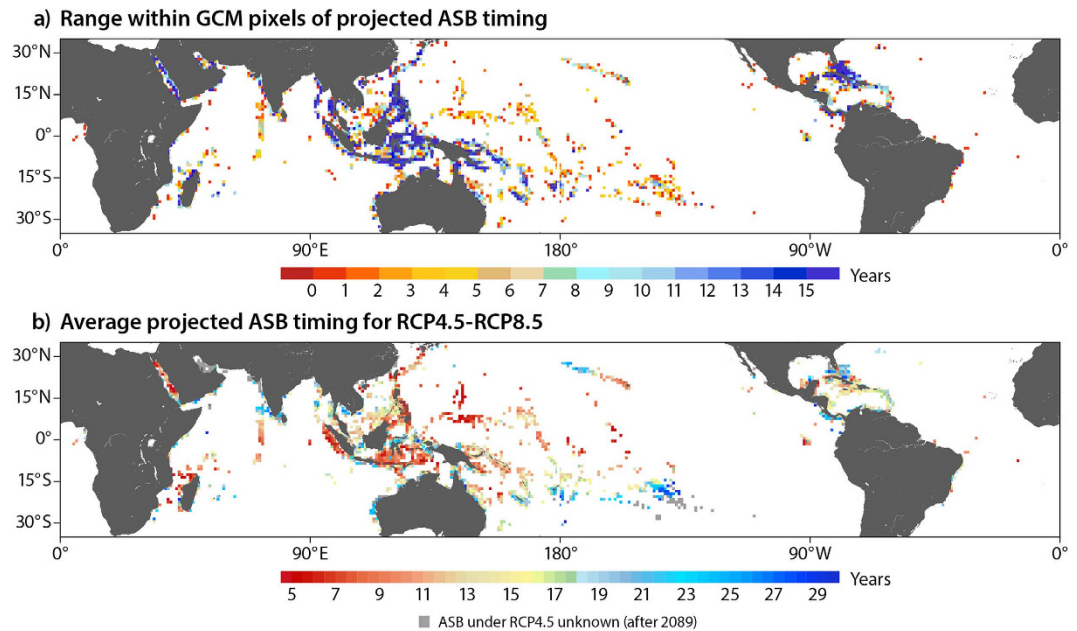 a) Range within GCM pixels of projected ASB timing
30°N
15°N
0°
15°S
30°S
0° 90°E 180° 90°W 0°
0 1 2 3 4 5 6 7 8 9 10 11 12 13 14 15 Years
b) Average projected ASB timing for RCP4.5-RCP8.5
30°N
15°N
0°
15°S
30°S
0° 90°E 180° 90°W 0°
5 7 9 11 13 15 17 19 21 23 25 27 29 Years
ASB under RCP4.5 unknown (after 2089)